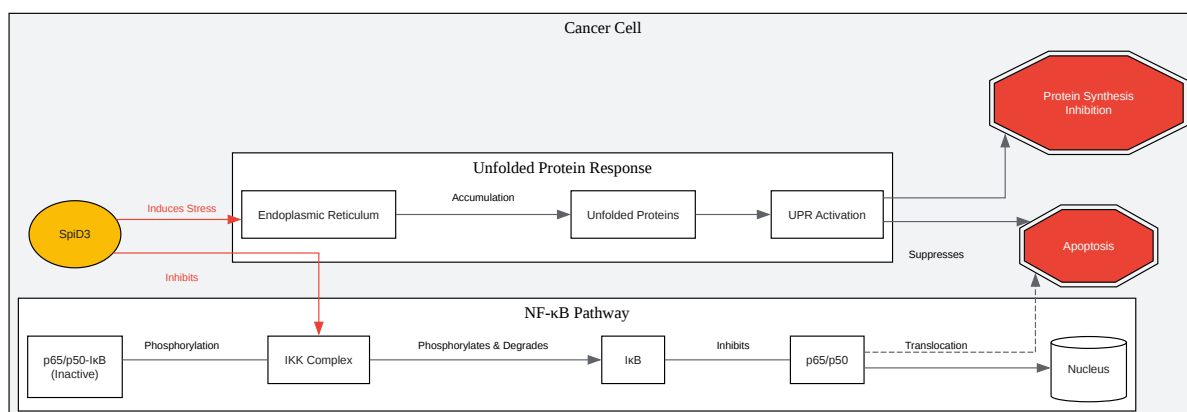 Cancer Cell
Protein Synthesis
Inhibition
Unfolded Protein Response
Induces Stress
Endoplasmic Reticulum
Accumulation
Unfolded Proteins
UPR Activation
SpiD3
Suppresses
Apoptosis
Inhibits
NF-κB Pathway
p65/p50-IκB
(Inactive)
Phosphorylation
IKK Complex
Phosphorylates & Degrades
IκB
Inhibits
p65/p50
Translocation
Nucleus